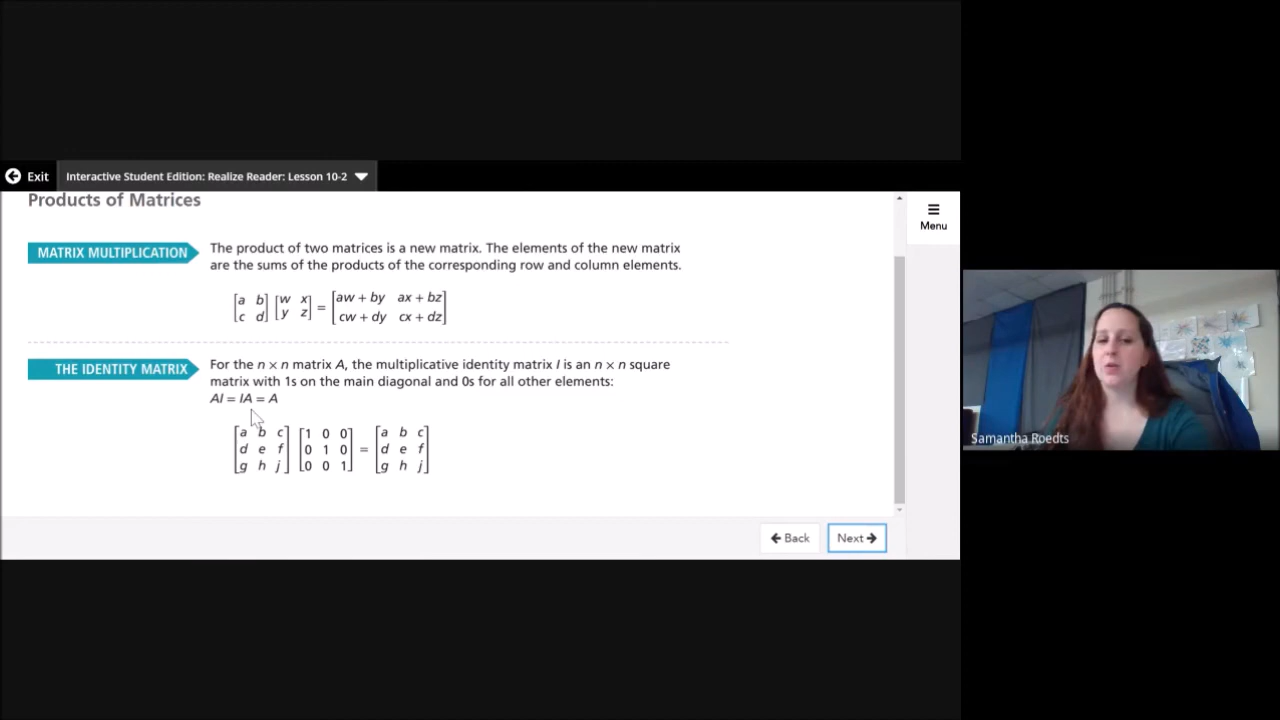 Exit Interactive Student Edition: Realize Reader: Lesson 10-2
Products of Matrices
Menu
MATRIX MULTIPLICATION
The product of two matrices is a new matrix. The elements of the new matrix
are the sums of the products of the corresponding row and column elements.
[a b] [w x] = [aw + by ax + bz]
[c d] [y z] [cw + dy cx + dz]
THE IDENTITY MATRIX
For the n × n matrix A, the multiplicative identity matrix I is an n × n square
matrix with 1s on the main diagonal and 0s for all other elements:
AI = IA = A
[a b c] [1 0 0] [a b c]
[d e f] [0 1 0] = [d e f]
[g h j] [0 0 1] [g h j]
Back Next
Samantha Roedts